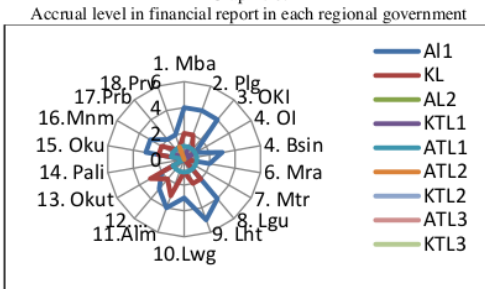 Accrual level in financial report in each regional government
1. Mba
2. Plg
3. OKI
4. OI
4. Bsin
6. Mra
7. Mtr
8. Lgu
9. Lht
10.Lwg
11.Alm
12....
13. Okut
14. Pali
15. Oku
16.Mnm
17.Prb
18.Prv
6
4
2
0
Al1
KL
AL2
KTL1
ATL1
ATL2
KTL2
ATL3
KTL3